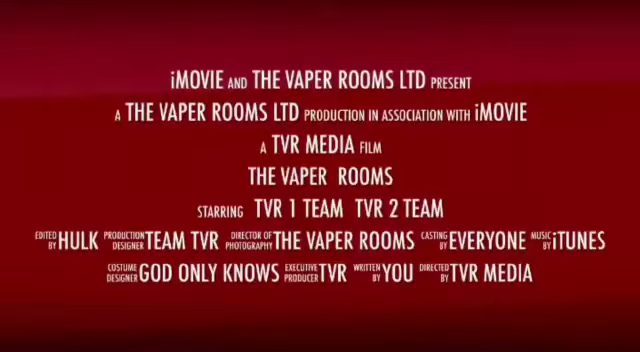 iMOVIE AND THE VAPER ROOMS LTD PRESENT
A THE VAPER ROOMS LTD PRODUCTION IN ASSOCIATION WITH iMOVIE
A TVR MEDIA FILM
THE VAPER ROOMS
STARRING TVR 1 TEAM TVR 2 TEAM
EDITED BY HULK PRODUCTION DESIGNER TEAM TVR DIRECTOR OF PHOTOGRAPHY THE VAPER ROOMS CASTING BY EVERYONE MUSIC BY iTUNES
COSTUME DESIGNER GOD ONLY KNOWS EXECUTIVE PRODUCER TVR WRITTEN BY YOU DIRECTED BY TVR MEDIA